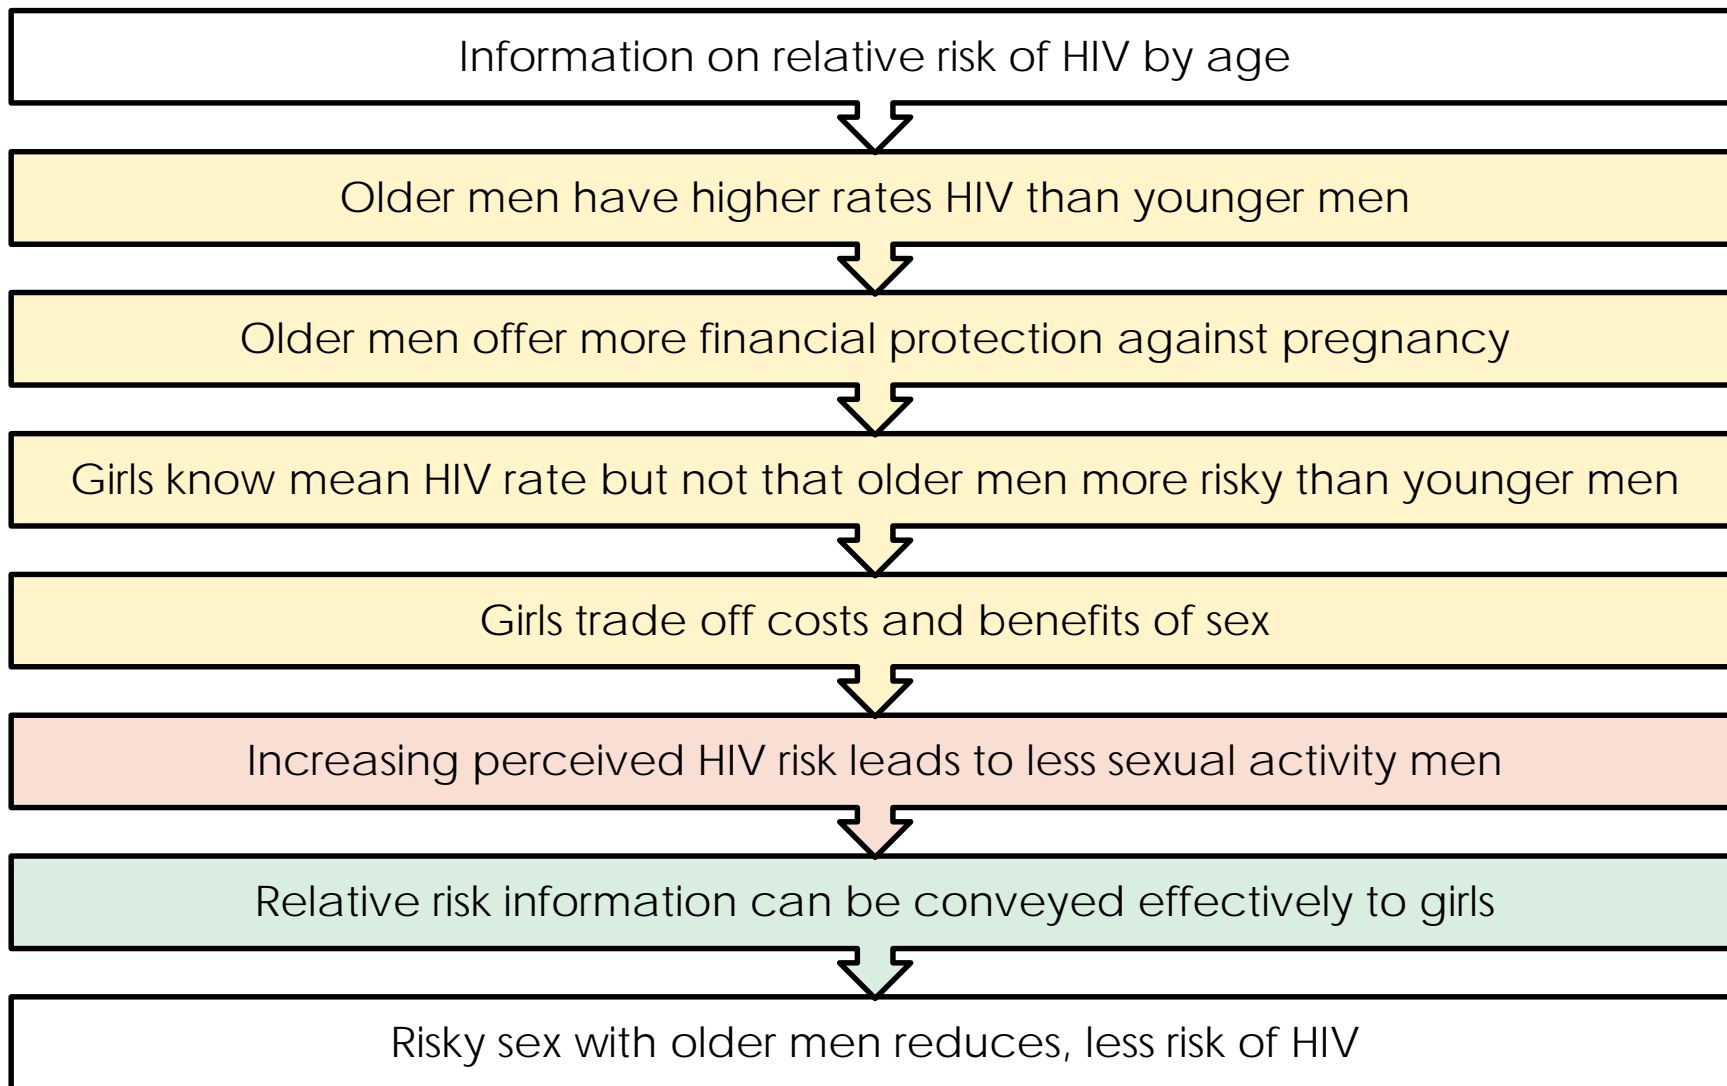 Information on relative risk of HIV by age
Older men have higher rates HIV than younger men
Older men offer more financial protection against pregnancy
Girls know mean HIV rate but not that older men more risky than younger men
Girls trade off costs and benefits of sex
Increasing perceived HIV risk leads to less sexual activity men
Relative risk information can be conveyed effectively to girls
Risky sex with older men reduces, less risk of HIV